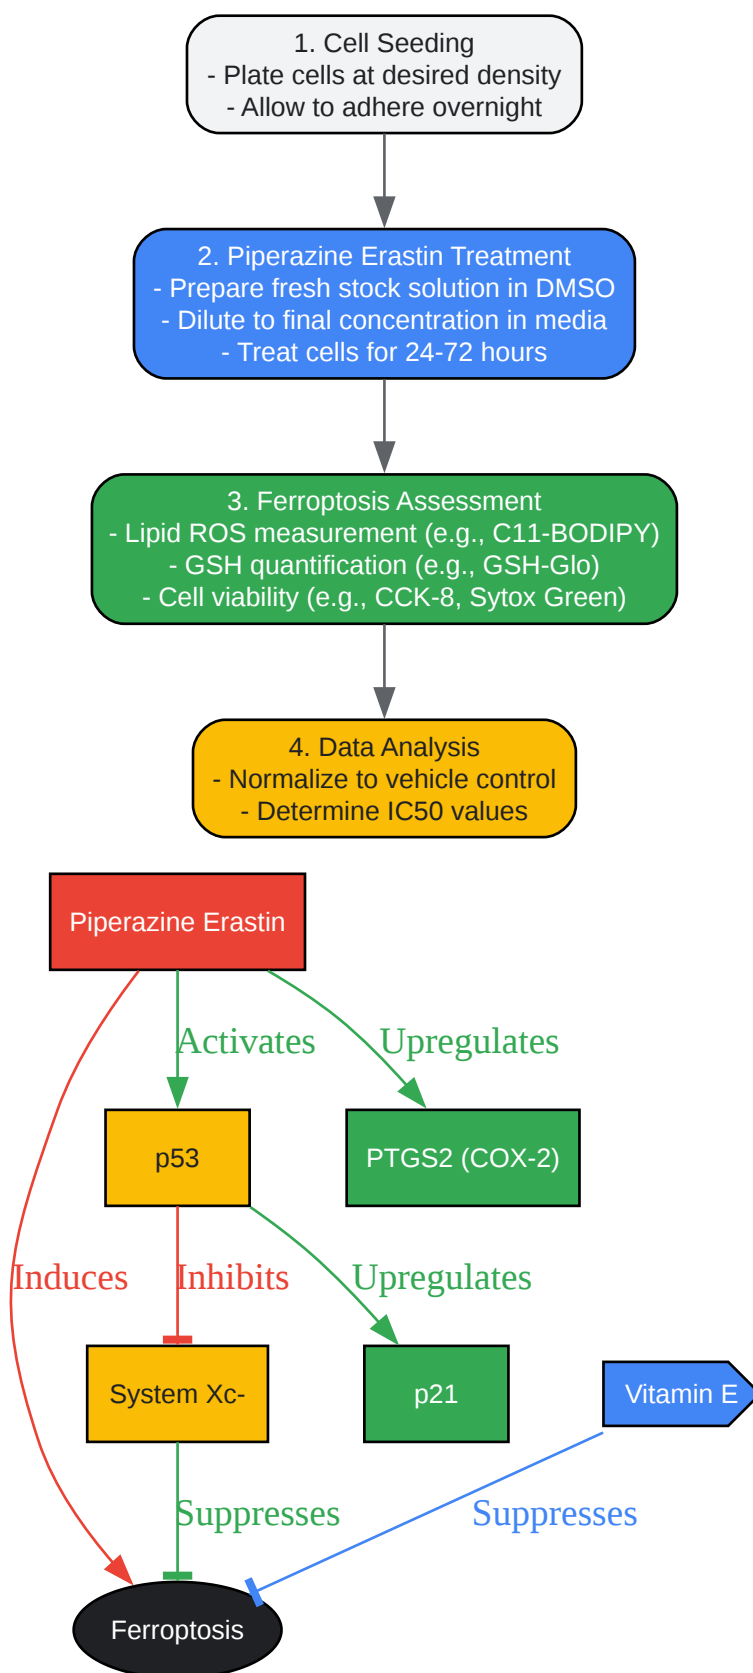 1. Cell Seeding
- Plate cells at desired density
- Allow to adhere overnight
2. Piperazine Erastin Treatment
- Prepare fresh stock solution in DMSO
- Dilute to final concentration in media
- Treat cells for 24-72 hours
3. Ferroptosis Assessment
- Lipid ROS measurement (e.g., C11-BODIPY)
- GSH quantification (e.g., GSH-Glo)
- Cell viability (e.g., CCK-8, Sytox Green)
4. Data Analysis
- Normalize to vehicle control
- Determine IC50 values
Piperazine Erastin
Activates
Upregulates
p53
PTGS2 (COX-2)
Induces
Inhibits
Upregulates
System Xc-
p21
Vitamin E
Suppresses
Suppresses
Ferroptosis